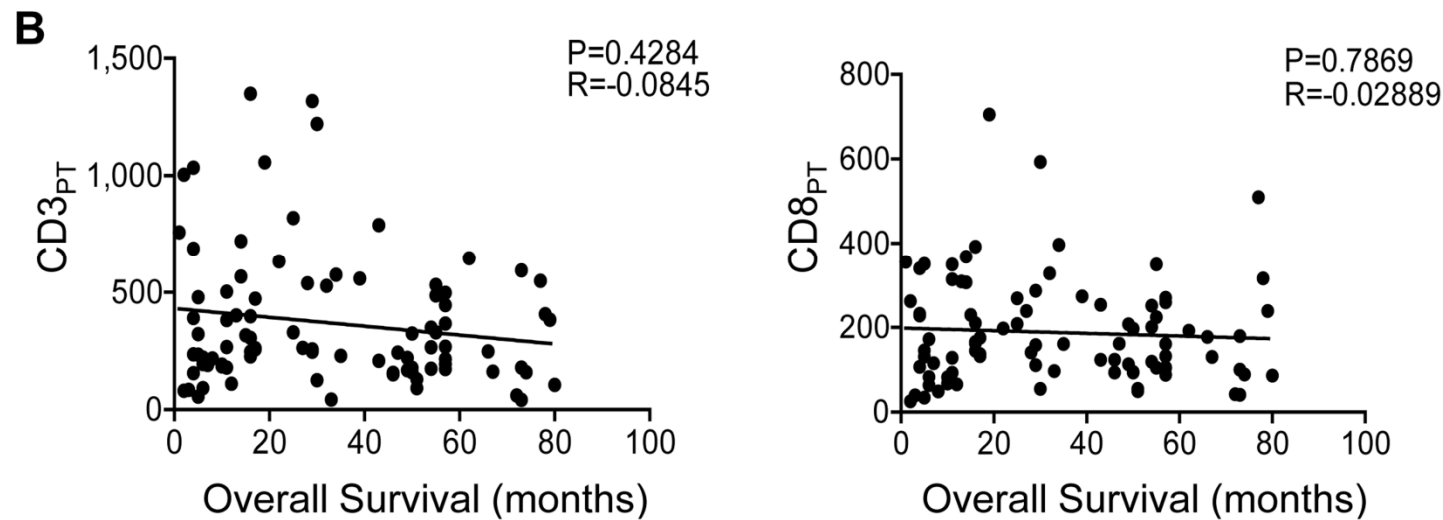 B
P=0.4284
R=-0.0845
1,500
1,000
500
0
CD3PT
0 20 40 60 80 100
Overall Survival (months)
P=0.7869
R=-0.02889
800
600
400
200
0
CD8PT
0 20 40 60 80 100
Overall Survival (months)